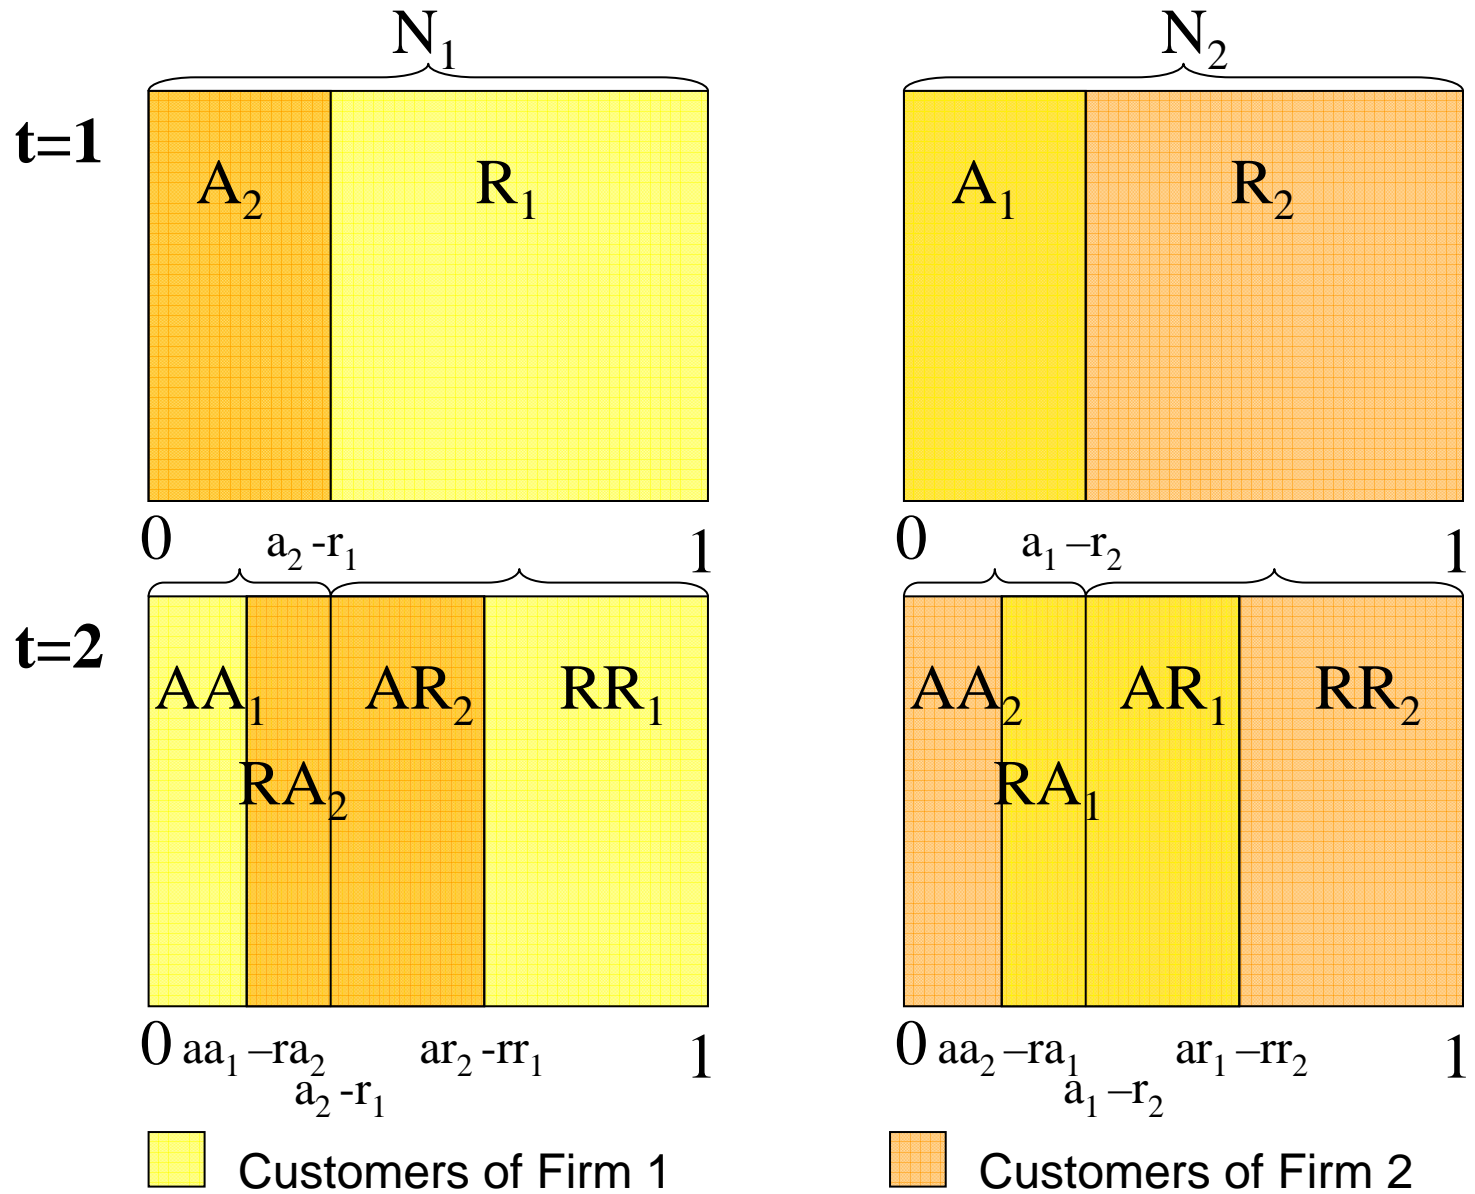 N₁ N₂
t=1
A₂ R₁ A₁ R₂
0 a₂ -r₁ 1 0 a₁ –r₂ 1
t=2
AA₁ AR₂ RR₁ AA₂ AR₁ RR₂
RA₂ RA₁
0 aa₁ –ra₂ ar₂ -rr₁ 1 0 aa₂ –ra₁ ar₁ –rr₂ 1
a₂ -r₁ a₁ –r₂
Customers of Firm 1 Customers of Firm 2